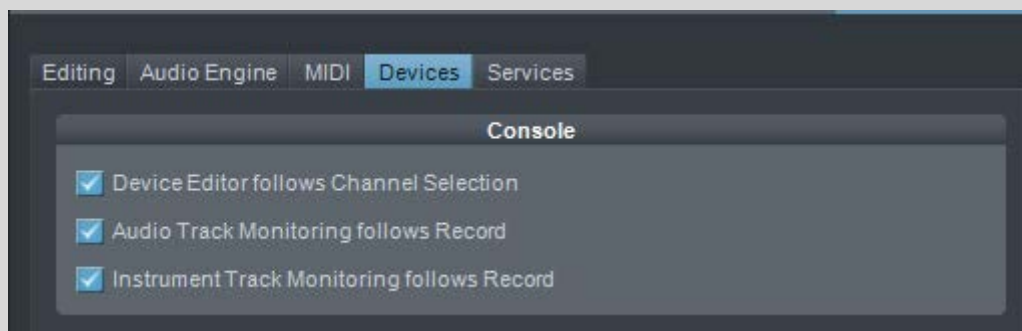 Editing Audio Engine MIDI Devices Services
Console
Device Editor follows Channel Selection
Audio Track Monitoring follows Record
Instrument Track Monitoring follows Record